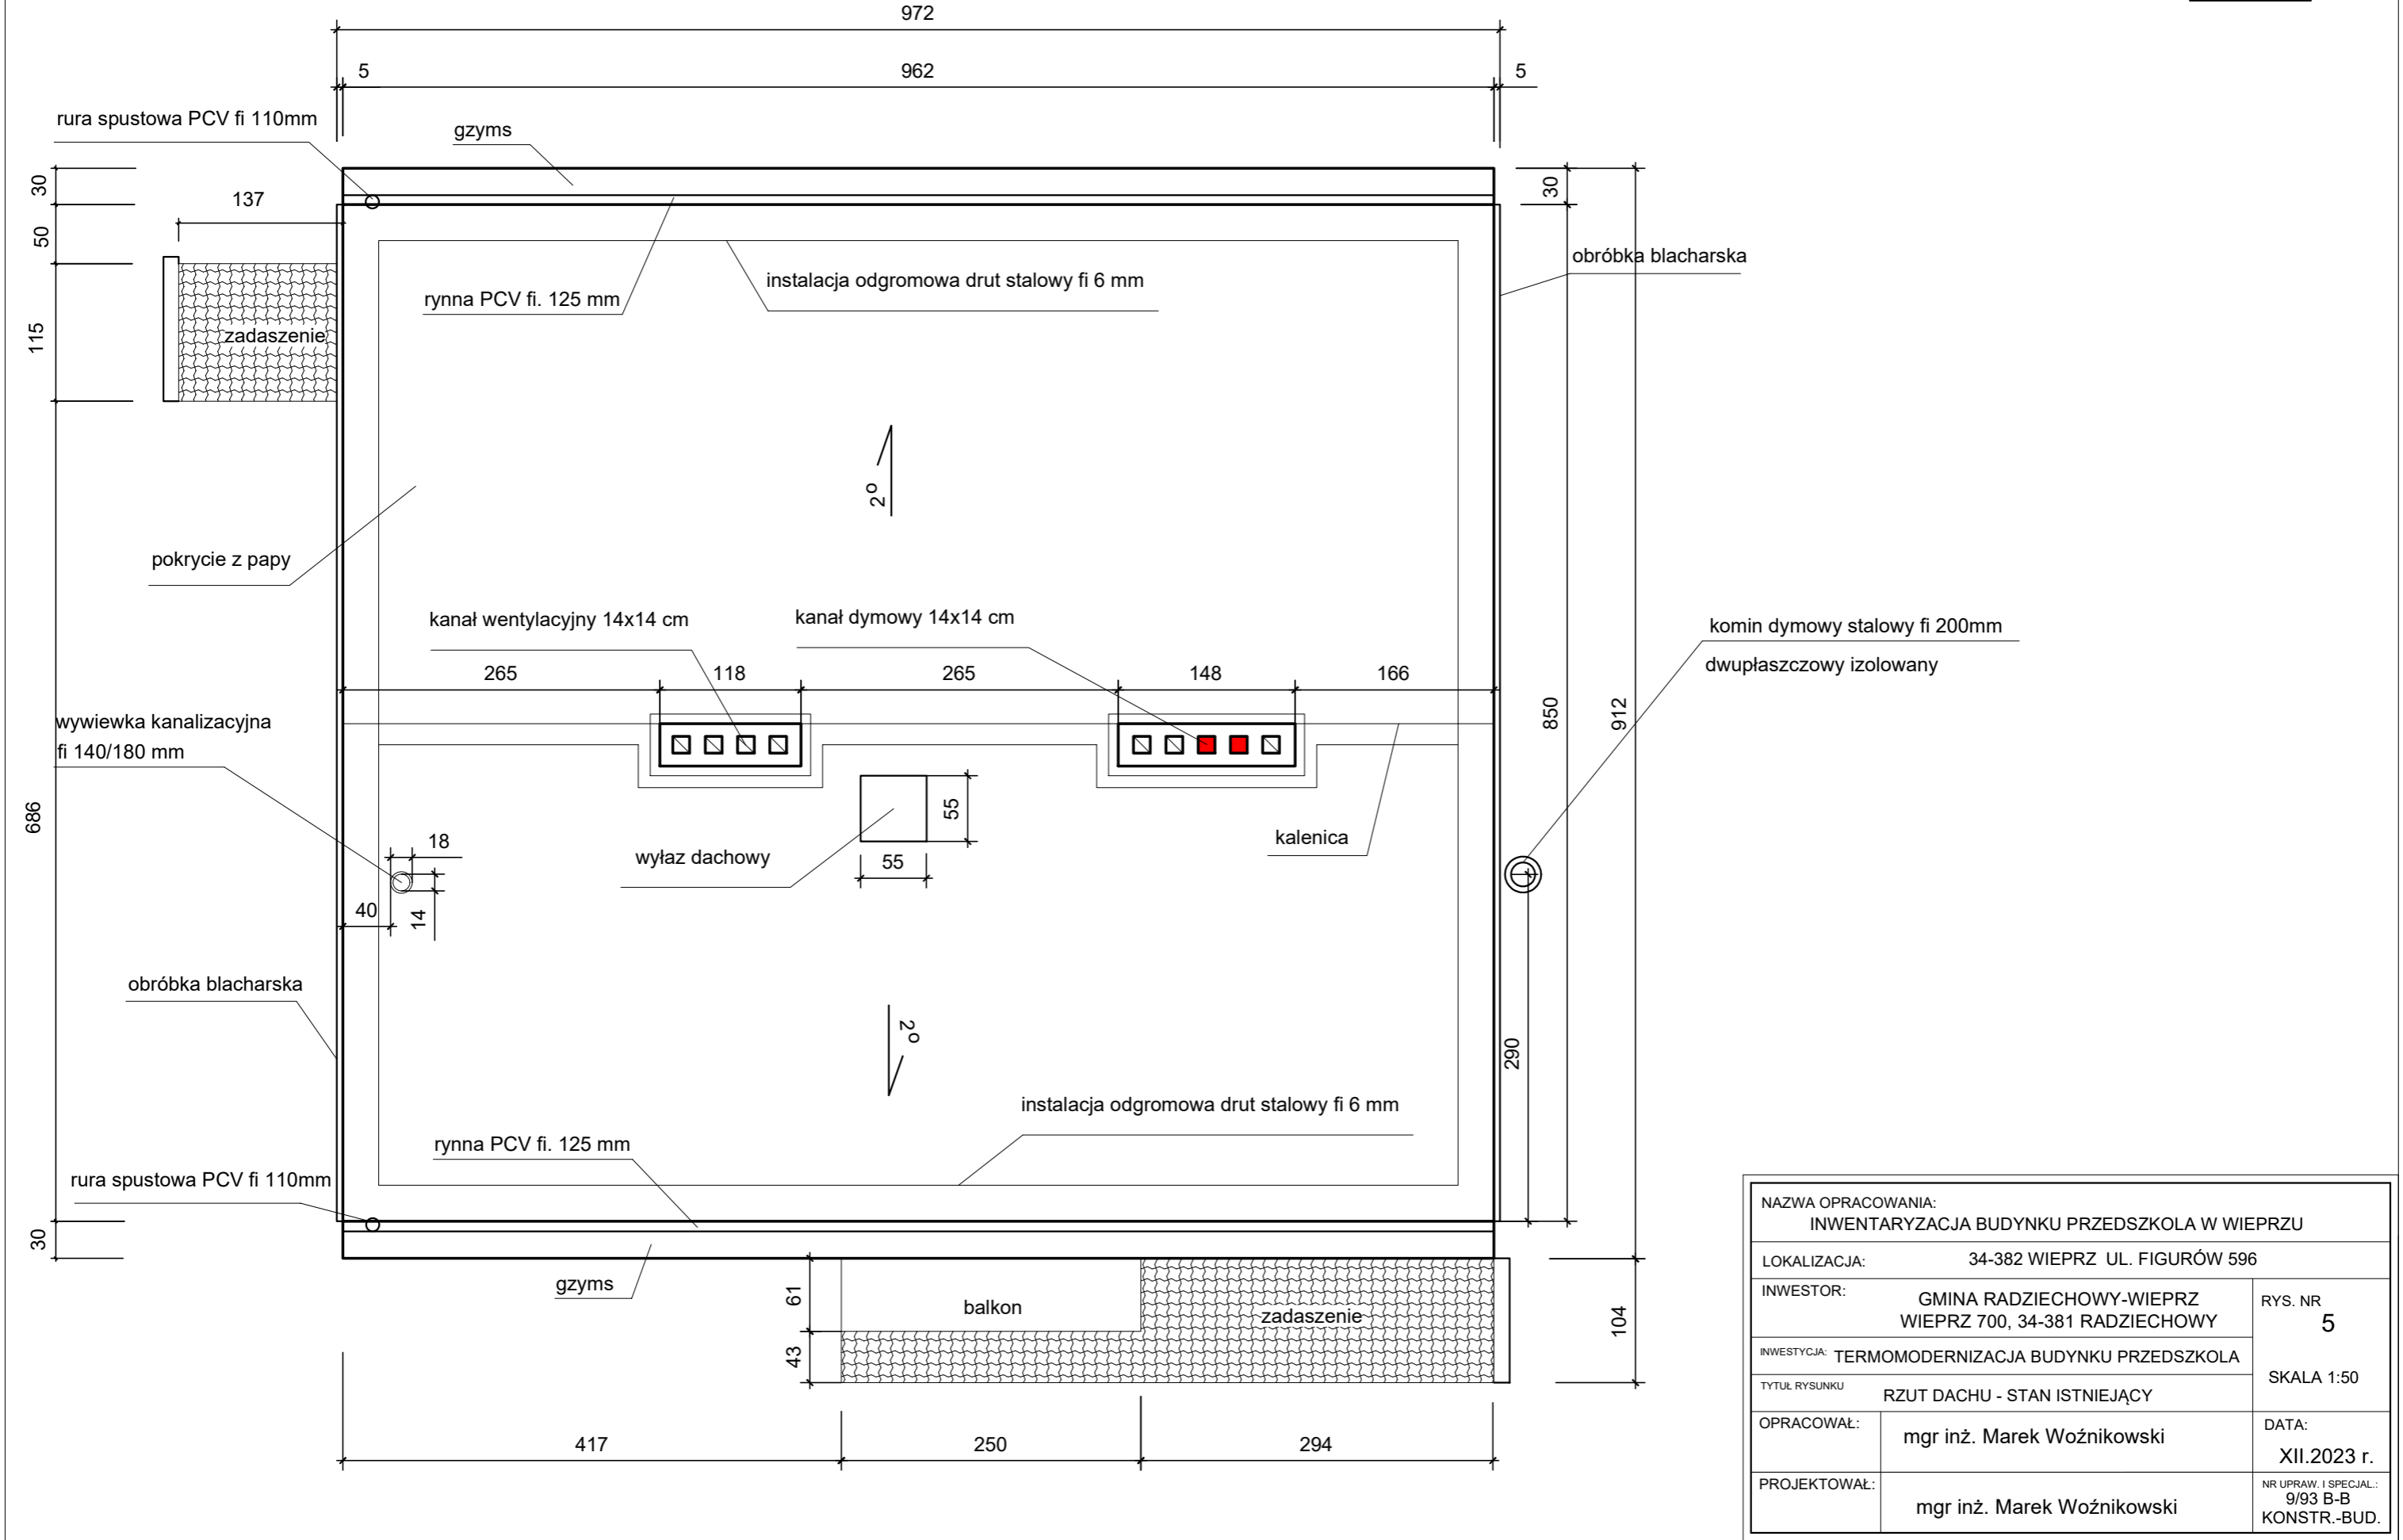 972
5
962
5
rura spustowa PCV fi 110mm
gzyms
30
50
115
686
30
137
30
obróbka blacharska
instalacja odgromowa drut stalowy fi 6 mm
rynna PCV fi. 125 mm
zadaszenie
2°
pokrycie z papy
kanał wentylacyjny 14x14 cm
kanał dymowy 14x14 cm
komin dymowy stalowy fi 200mm
dwupłaszczowy izolowany
265
118
265
148
166
850
912
wywiewka kanalizacyjna
fi 140/180 mm
55
55
wyłaz dachowy
kalenica
18
40
14
obróbka blacharska
2°
290
instalacja odgromowa drut stalowy fi 6 mm
rynna PCV fi. 125 mm
rura spustowa PCV fi 110mm
gzyms
61
43
balkon
zadaszenie
104
417
250
294
NAZWA OPRACOWANIA:
INWENTARYZACJA BUDYNKU PRZEDSZKOLA W WIEPRZU
LOKALIZACJA:
34-382 WIEPRZ UL. FIGURÓW 596
INWESTOR:
GMINA RADZIECHOWY-WIEPRZ
WIEPRZ 700, 34-381 RADZIECHOWY
RYS. NR
5
INWESTYCJA: TERMOMODERNIZACJA BUDYNKU PRZEDSZKOLA
SKALA 1:50
TYTUŁ RYSUNKU
RZUT DACHU - STAN ISTNIEJĄCY
OPRACOWAŁ:
mgr inż. Marek Woźnikowski
DATA:
XII.2023 r.
PROJEKTOWAŁ:
mgr inż. Marek Woźnikowski
NR UPRAW. I SPECJAL.:
9/93 B-B
KONSTR.-BUD.